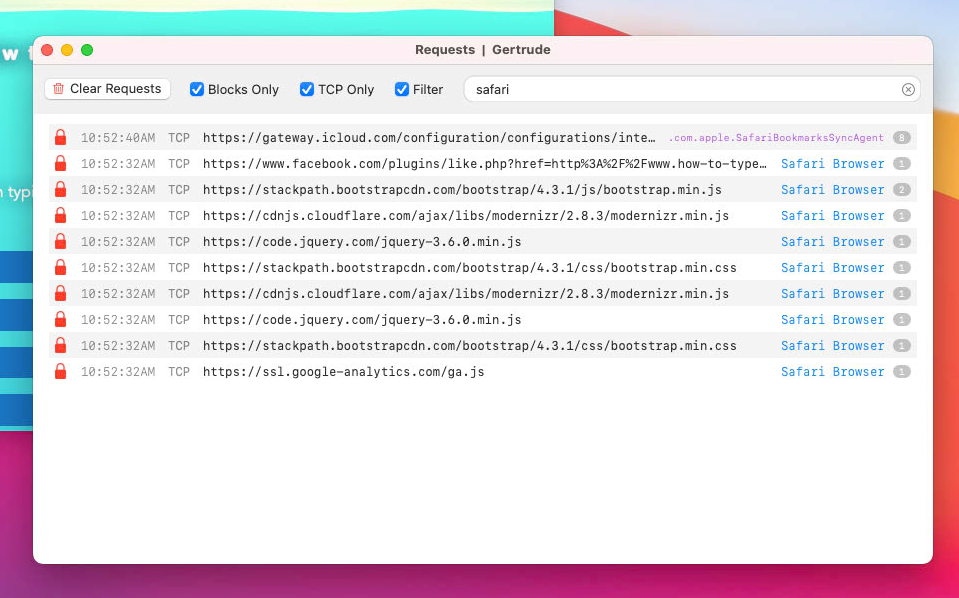 Requests | Gertrude
Clear Requests Blocks Only TCP Only Filter safari
10:52:40AM TCP https://gateway.icloud.com/configuration/configurations/inte… .com.apple.SafariBookmarksSyncAgent 8
10:52:32AM TCP https://www.facebook.com/plugins/like.php?href=http%3A%2F%2Fwww.how-to-type… Safari Browser 1
10:52:32AM TCP https://stackpath.bootstrapcdn.com/bootstrap/4.3.1/js/bootstrap.min.js Safari Browser 2
10:52:32AM TCP https://cdnjs.cloudflare.com/ajax/libs/modernizr/2.8.3/modernizr.min.js Safari Browser 1
10:52:32AM TCP https://code.jquery.com/jquery-3.6.0.min.js Safari Browser 1
10:52:32AM TCP https://stackpath.bootstrapcdn.com/bootstrap/4.3.1/css/bootstrap.min.css Safari Browser 1
10:52:32AM TCP https://cdnjs.cloudflare.com/ajax/libs/modernizr/2.8.3/modernizr.min.js Safari Browser 1
10:52:32AM TCP https://code.jquery.com/jquery-3.6.0.min.js Safari Browser 1
10:52:32AM TCP https://stackpath.bootstrapcdn.com/bootstrap/4.3.1/css/bootstrap.min.css Safari Browser 1
10:52:32AM TCP https://ssl.google-analytics.com/ga.js Safari Browser 1